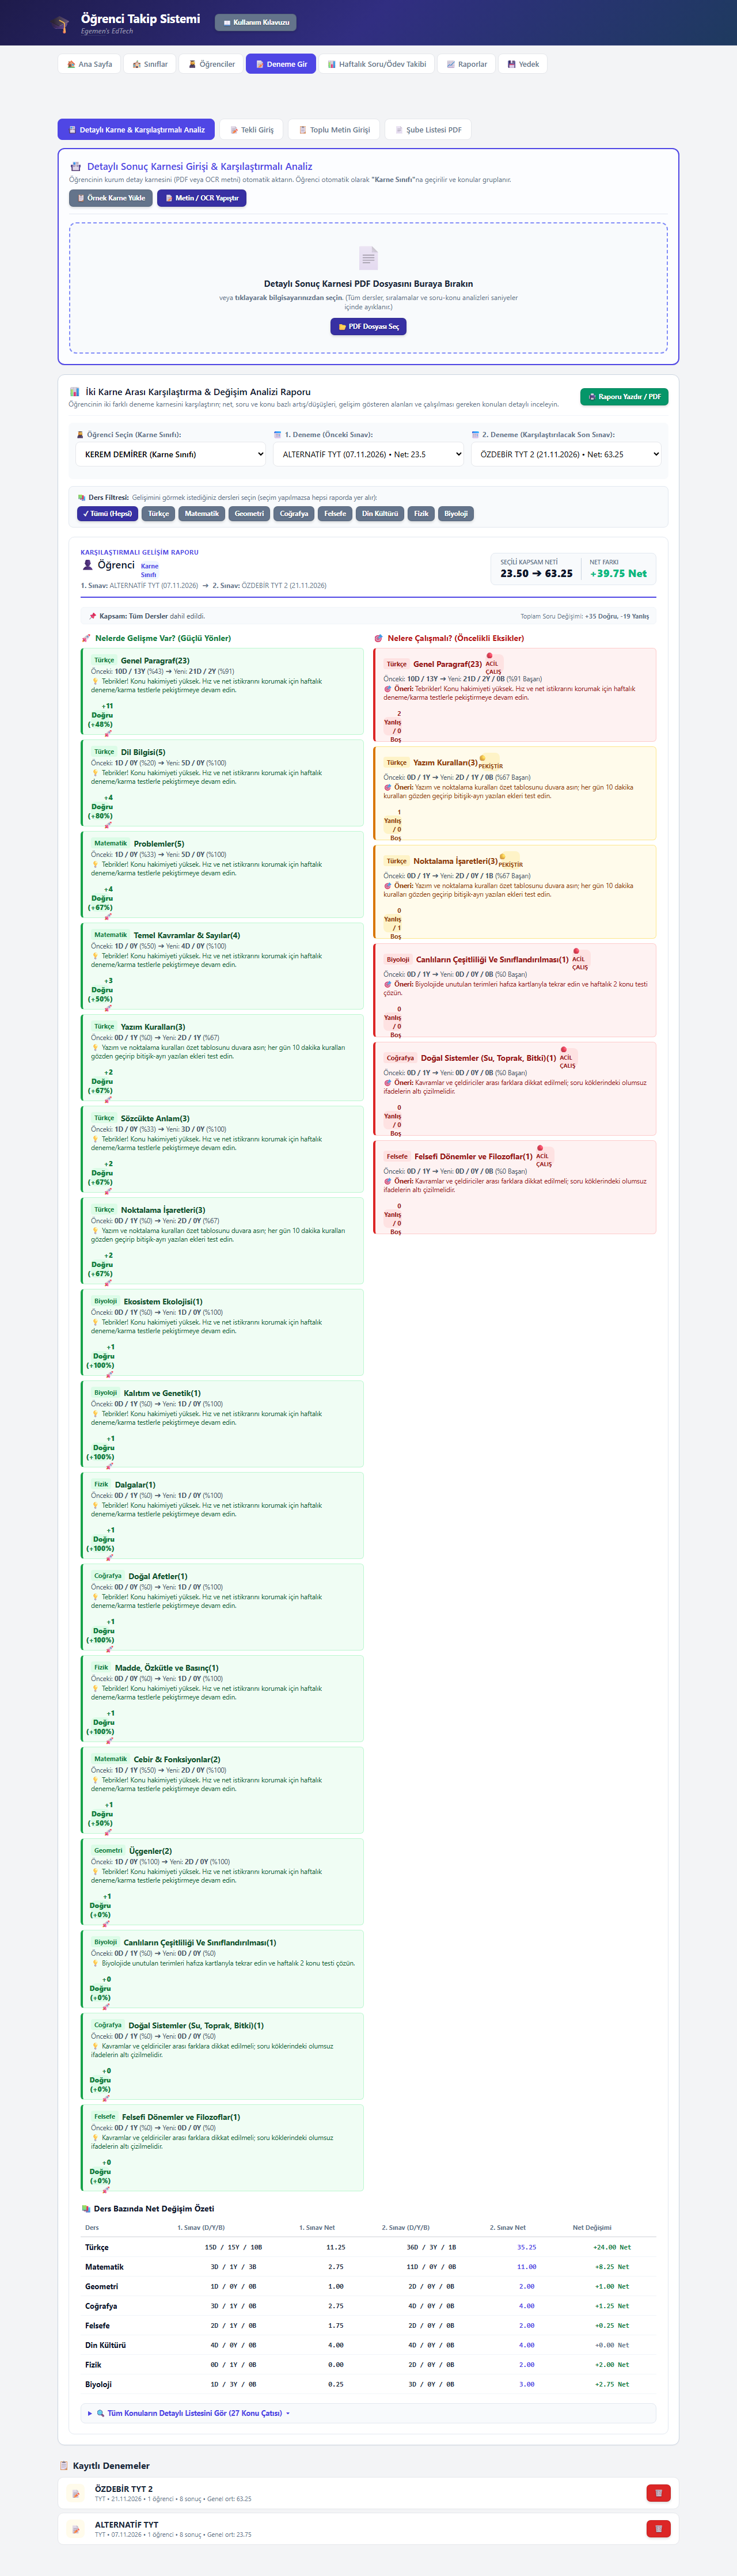 Öğrenci Takip Sistemi
Egemen's EdTech
Kullanım Kılavuzu
Ana Sayfa
Sınıflar
Öğrenciler
Deneme Gir
Haftalık Soru/Ödev Takibi
Raporlar
Yedek
Detaylı Karne & Karşılaştırmalı Analiz
Tekli Giriş
Toplu Metin Girişi
Şube Listesi PDF
Detaylı Sonuç Karnesi Girişi & Karşılaştırmalı Analiz
Öğrencinin kurum detay karnesini (PDF veya OCR metni) otomatik aktarın. Öğrenci otomatik olarak "Karne Sınıfı"na geçirilir ve konular gruplanır.
Örnek Karne Yükle
Metin / OCR Yapıştır
Detaylı Sonuç Karnesi PDF Dosyasını Buraya Bırakın
veya tıklayarak bilgisayarınızdan seçin. (Tüm dersler, sıralamalar ve soru-konu analizleri saniyeler
içinde ayıklanır.)
PDF Dosyası Seç
İki Karne Arası Karşılaştırma & Değişim Analizi Raporu
Öğrencinin iki farklı deneme karnesini karşılaştırın; net, soru ve konu bazlı artış/düşüşleri, gelişim gösteren alanları ve çalışılması gereken konuları detaylı inceleyin.
Raporu Yazdır / PDF
Öğrenci Seçin (Karne Sınıfı):
1. Deneme (Önceki Sınav):
2. Deneme (Karşılaştırılacak Son Sınav):
KEREM DEMİRER (Karne Sınıfı)
ALTERNATİF TYT (07.11.2026) • Net: 23.5
ÖZDEBİR TYT 2 (21.11.2026) • Net: 63.25
Ders Filtresi: Gelişimini görmek istediğiniz dersleri seçin (seçim yapılmazsa hepsi raporda yer alır):
✓ Tümü (Hepsi)
Türkçe
Matematik
Geometri
Coğrafya
Felsefe
Din Kültürü
Fizik
Biyoloji
KARŞILAŞTIRMALI GELİŞİM RAPORU
Öğrenci
Karne
Sınıfı
1. Sınav: ALTERNATİF TYT (07.11.2026) → 2. Sınav: ÖZDEBİR TYT 2 (21.11.2026)
SEÇİLİ KAPSAM NETİ
23.50 → 63.25
NET FARKI
+39.75 Net
Kapsam: Tüm Dersler dahil edildi.
Toplam Soru Değişimi: +35 Doğru, -19 Yanlış
Nelerde Gelişme Var? (Güçlü Yönler)
Türkçe Genel Paragraf(23)
Önceki: 10D / 13Y (%43) → Yeni: 21D / 2Y (%91)
Tebrikler! Konu hakimiyeti yüksek. Hız ve net istikrarını korumak için haftalık
deneme/karma testlerle pekiştirmeye devam edin.
+11
Doğru
(+48%)
Türkçe Dil Bilgisi(5)
Önceki: 1D / 0Y (%20) → Yeni: 5D / 0Y (%100)
Tebrikler! Konu hakimiyeti yüksek. Hız ve net istikrarını korumak için haftalık
deneme/karma testlerle pekiştirmeye devam edin.
+4
Doğru
(+80%)
Matematik Problemler(5)
Önceki: 1D / 0Y (%33) → Yeni: 5D / 0Y (%100)
Tebrikler! Konu hakimiyeti yüksek. Hız ve net istikrarını korumak için haftalık
deneme/karma testlerle pekiştirmeye devam edin.
+4
Doğru
(+67%)
Matematik Temel Kavramlar & Sayılar(4)
Önceki: 1D / 0Y (%50) → Yeni: 4D / 0Y (%100)
Tebrikler! Konu hakimiyeti yüksek. Hız ve net istikrarını korumak için haftalık
deneme/karma testlerle pekiştirmeye devam edin.
+3
Doğru
(+50%)
Türkçe Yazım Kuralları(3)
Önceki: 0D / 1Y (%0) → Yeni: 2D / 1Y (%67)
Yazım ve noktalama kuralları özet tablosunu duvara asın; her gün 10 dakika kuralları
gözden geçirip bitişik-ayrı yazılan ekleri test edin.
+2
Doğru
(+67%)
Türkçe Sözcükte Anlam(3)
Önceki: 1D / 0Y (%33) → Yeni: 3D / 0Y (%100)
Tebrikler! Konu hakimiyeti yüksek. Hız ve net istikrarını korumak için haftalık
deneme/karma testlerle pekiştirmeye devam edin.
+2
Doğru
(+67%)
Türkçe Noktalama İşaretleri(3)
Önceki: 0D / 1Y (%0) → Yeni: 2D / 0Y (%67)
Yazım ve noktalama kuralları özet tablosunu duvara asın; her gün 10 dakika kuralları
gözden geçirip bitişik-ayrı yazılan ekleri test edin.
+2
Doğru
(+67%)
Biyoloji Ekosistem Ekolojisi(1)
Önceki: 0D / 1Y (%0) → Yeni: 1D / 0Y (%100)
Tebrikler! Konu hakimiyeti yüksek. Hız ve net istikrarını korumak için haftalık
deneme/karma testlerle pekiştirmeye devam edin.
+1
Doğru
(+100%)
Biyoloji Kalıtım ve Genetik(1)
Önceki: 0D / 1Y (%0) → Yeni: 1D / 0Y (%100)
Tebrikler! Konu hakimiyeti yüksek. Hız ve net istikrarını korumak için haftalık
deneme/karma testlerle pekiştirmeye devam edin.
+1
Doğru
(+100%)
Fizik Dalgalar(1)
Önceki: 0D / 1Y (%0) → Yeni: 1D / 0Y (%100)
Tebrikler! Konu hakimiyeti yüksek. Hız ve net istikrarını korumak için haftalık
deneme/karma testlerle pekiştirmeye devam edin.
+1
Doğru
(+100%)
Coğrafya Doğal Afetler(1)
Önceki: 0D / 0Y (%0) → Yeni: 1D / 0Y (%100)
Tebrikler! Konu hakimiyeti yüksek. Hız ve net istikrarını korumak için haftalık
deneme/karma testlerle pekiştirmeye devam edin.
+1
Doğru
(+100%)
Fizik Madde, Özkütle ve Basınç(1)
Önceki: 0D / 0Y (%0) → Yeni: 1D / 0Y (%100)
Tebrikler! Konu hakimiyeti yüksek. Hız ve net istikrarını korumak için haftalık
deneme/karma testlerle pekiştirmeye devam edin.
+1
Doğru
(+100%)
Matematik Cebir & Fonksiyonlar(2)
Önceki: 1D / 1Y (%50) → Yeni: 2D / 0Y (%100)
Tebrikler! Konu hakimiyeti yüksek. Hız ve net istikrarını korumak için haftalık
deneme/karma testlerle pekiştirmeye devam edin.
+1
Doğru
(+50%)
Geometri Üçgenler(2)
Önceki: 1D / 0Y (%100) → Yeni: 2D / 0Y (%100)
Tebrikler! Konu hakimiyeti yüksek. Hız ve net istikrarını korumak için haftalık
deneme/karma testlerle pekiştirmeye devam edin.
+1
Doğru
(+0%)
Biyoloji Canlıların Çeşitliliği Ve Sınıflandırılması(1)
Önceki: 0D / 1Y (%0) → Yeni: 0D / 0Y (%0)
Biyolojide unutulan terimleri hafıza kartlarıyla tekrar edin ve haftalık 2 konu testi çözün.
+0
Doğru
(+0%)
Coğrafya Doğal Sistemler (Su, Toprak, Bitki)(1)
Önceki: 0D / 1Y (%0) → Yeni: 0D / 0Y (%0)
Kavramlar ve çeldiriciler arası farklara dikkat edilmeli; soru köklerindeki olumsuz
ifadelerin altı çizilmelidir.
+0
Doğru
(+0%)
Felsefe Felsefi Dönemler ve Filozoflar(1)
Önceki: 0D / 1Y (%0) → Yeni: 0D / 0Y (%0)
Kavramlar ve çeldiriciler arası farklara dikkat edilmeli; soru köklerindeki olumsuz
ifadelerin altı çizilmelidir.
+0
Doğru
(+0%)
Nelere Çalışmalı? (Öncelikli Eksikler)
Türkçe Genel Paragraf(23) ACİL
ÇALIŞ
Önceki: 10D / 13Y → Yeni: 21D / 2Y / 0B (%91 Başarı)
Öneri: Tebrikler! Konu hakimiyeti yüksek. Hız ve net istikrarını korumak için haftalık
deneme/karma testlerle pekiştirmeye devam edin.
2
Yanlış
/ 0
Boş
Türkçe Yazım Kuralları(3) PEKİŞTİR
Önceki: 0D / 1Y → Yeni: 2D / 1Y / 0B (%67 Başarı)
Öneri: Yazım ve noktalama kuralları özet tablosunu duvara asın; her gün 10 dakika
kuralları gözden geçirip bitişik-ayrı yazılan ekleri test edin.
1
Yanlış
/ 0
Boş
Türkçe Noktalama İşaretleri(3) PEKİŞTİR
Önceki: 0D / 1Y → Yeni: 2D / 0Y / 1B (%67 Başarı)
Öneri: Yazım ve noktalama kuralları özet tablosunu duvara asın; her gün 10 dakika
kuralları gözden geçirip bitişik-ayrı yazılan ekleri test edin.
0
Yanlış
/ 1
Boş
Biyoloji Canlıların Çeşitliliği Ve Sınıflandırılması(1) ACİL
ÇALIŞ
Önceki: 0D / 1Y → Yeni: 0D / 0Y / 0B (%0 Başarı)
Öneri: Biyolojide unutulan terimleri hafıza kartlarıyla tekrar edin ve haftalık 2 konu testi
çözün.
0
Yanlış
/ 0
Boş
Coğrafya Doğal Sistemler (Su, Toprak, Bitki)(1) ACİL
ÇALIŞ
Önceki: 0D / 1Y → Yeni: 0D / 0Y / 0B (%0 Başarı)
Öneri: Kavramlar ve çeldiriciler arası farklara dikkat edilmeli; soru köklerindeki olumsuz
ifadelerin altı çizilmelidir.
0
Yanlış
/ 0
Boş
Felsefe Felsefi Dönemler ve Filozoflar(1) ACİL
ÇALIŞ
Önceki: 0D / 1Y → Yeni: 0D / 0Y / 0B (%0 Başarı)
Öneri: Kavramlar ve çeldiriciler arası farklara dikkat edilmeli; soru köklerindeki olumsuz
ifadelerin altı çizilmelidir.
0
Yanlış
/ 0
Boş
Ders Bazında Net Değişim Özeti
Ders 1. Sınav (D/Y/B) 1. Sınav Net 2. Sınav (D/Y/B) 2. Sınav Net Net Değişimi
Türkçe 15D / 15Y / 10B 11.25 36D / 3Y / 1B 35.25 +24.00 Net
Matematik 3D / 1Y / 3B 2.75 11D / 0Y / 0B 11.00 +8.25 Net
Geometri 1D / 0Y / 0B 1.00 2D / 0Y / 0B 2.00 +1.00 Net
Coğrafya 3D / 1Y / 0B 2.75 4D / 0Y / 0B 4.00 +1.25 Net
Felsefe 2D / 1Y / 0B 1.75 2D / 0Y / 0B 2.00 +0.25 Net
Din Kültürü 4D / 0Y / 0B 4.00 4D / 0Y / 0B 4.00 +0.00 Net
Fizik 0D / 1Y / 0B 0.00 2D / 0Y / 0B 2.00 +2.00 Net
Biyoloji 1D / 3Y / 0B 0.25 3D / 0Y / 0B 3.00 +2.75 Net
Tüm Konuların Detaylı Listesini Gör (27 Konu Çatısı)
Kayıtlı Denemeler
ÖZDEBİR TYT 2
TYT • 21.11.2026 • 1 öğrenci • 8 sonuç • Genel ort: 63.25
ALTERNATİF TYT
TYT • 07.11.2026 • 1 öğrenci • 8 sonuç • Genel ort: 23.75